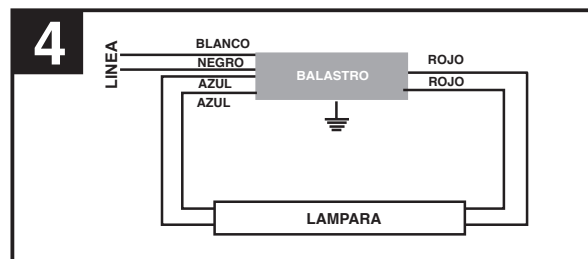 4
LINEA
BLANCO
NEGRO
AZUL
AZUL
BALASTRO
ROJO
ROJO
LAMPARA